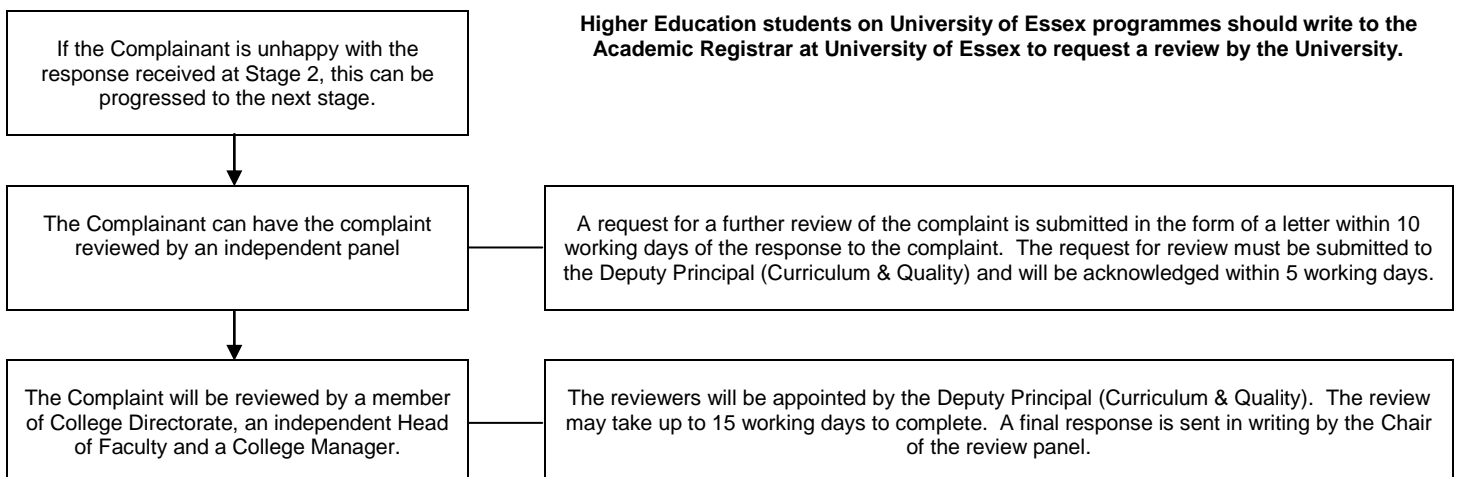 Higher Education students on University of Essex programmes should write to the
Academic Registrar at University of Essex to request a review by the University.
If the Complainant is unhappy with the
response received at Stage 2, this can be
progressed to the next stage.
The Complainant can have the complaint
reviewed by an independent panel
A request for a further review of the complaint is submitted in the form of a letter within 10
working days of the response to the complaint.  The request for review must be submitted to
the Deputy Principal (Curriculum & Quality) and will be acknowledged within 5 working days.
The Complaint will be reviewed by a member
of College Directorate, an independent Head
of Faculty and a College Manager.
The reviewers will be appointed by the Deputy Principal (Curriculum & Quality).  The review
may take up to 15 working days to complete.  A final response is sent in writing by the Chair
of the review panel.